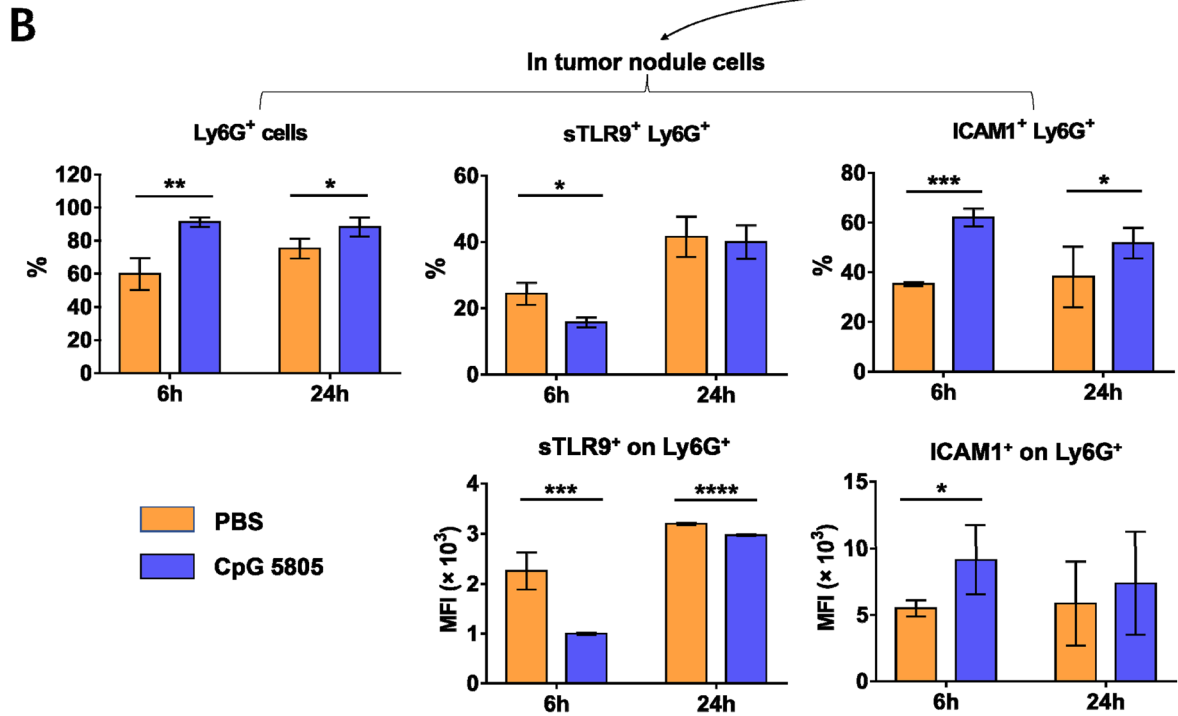 B
In tumor nodule cells
Ly6G⁺ cells
sTLR9⁺ Ly6G⁺
ICAM1⁺ Ly6G⁺
120
100
80
60
40
20
0
%
**
*
6h
24h
60
40
20
0
%
*
6h
24h
80
60
40
20
0
%
***
*
6h
24h
PBS
CpG 5805
sTLR9⁺ on Ly6G⁺
4
3
2
1
0
MFI (× 10³)
***
****
6h
24h
ICAM1⁺ on Ly6G⁺
15
10
5
0
MFI (× 10³)
*
6h
24h